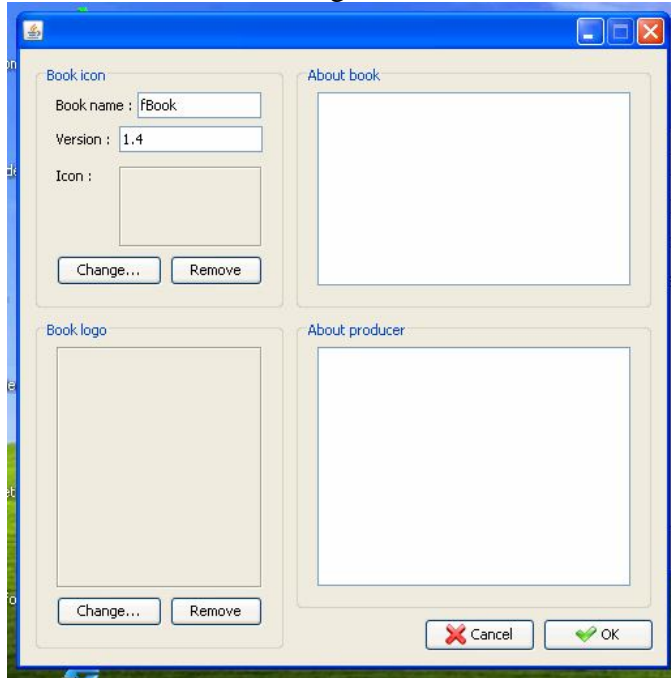 Book icon
Book name : fBook
Version : 1.4
Icon :
Change... Remove
About book
Book logo
Change... Remove
About producer
Cancel OK